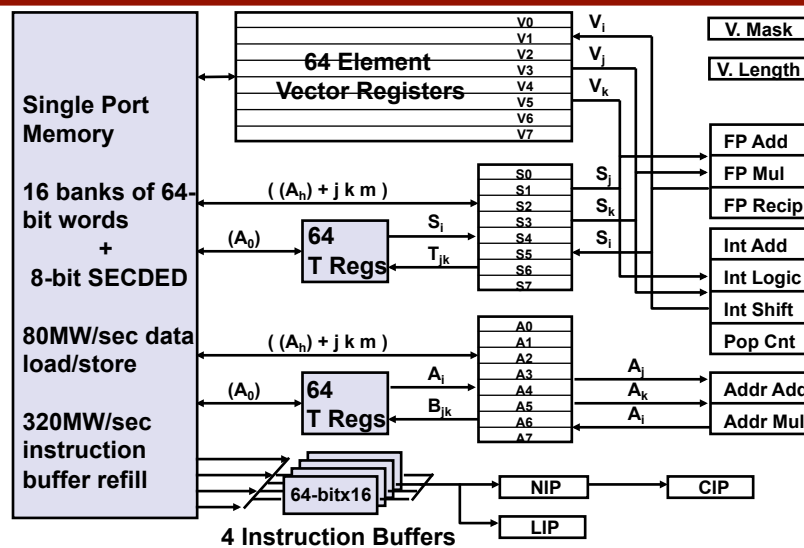 Single Port
Memory
16 banks of 64-
bit words
+
8-bit SECDED
80MW/sec data
load/store
320MW/sec
instruction
buffer refill
64 Element
Vector Registers
V0
V1
V2
V3
V4
V5
V6
V7
Vi
Vj
Vk
V. Mask
V. Length
FP Add
FP Mul
FP Recip
( (Ah) + j k m )
(A0)
64
T Regs
Si
Tjk
S0
S1
S2
S3
S4
S5
S6
S7
Sj
Sk
Si
Int Add
Int Logic
Int Shift
Pop Cnt
( (Ah) + j k m )
(A0)
64
T Regs
Ai
Bjk
A0
A1
A2
A3
A4
A5
A6
A7
Aj
Ak
Ai
Addr Add
Addr Mul
64-bitx16
4 Instruction Buffers
NIP
CIP
LIP